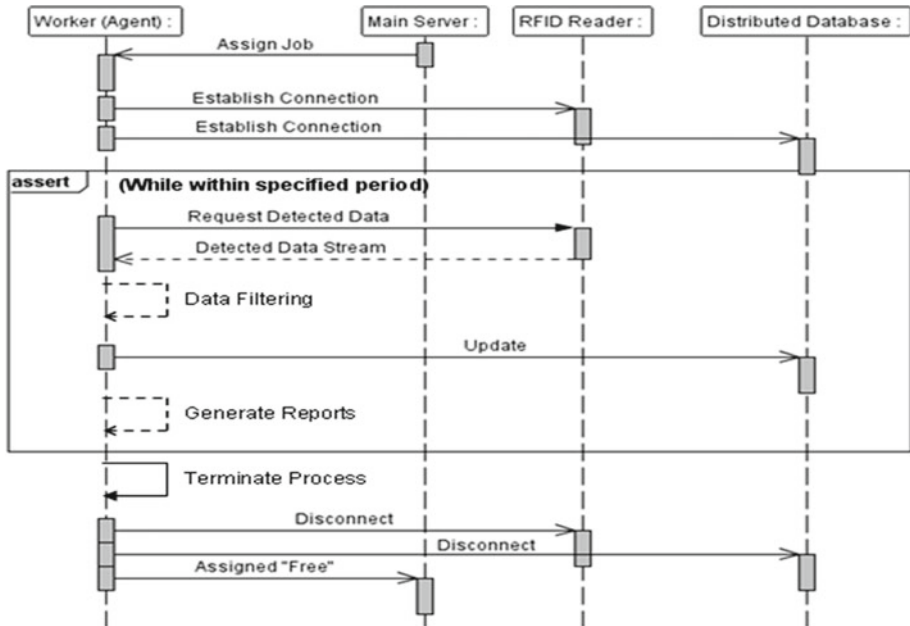 Worker (Agent) :
Main Server :
RFID Reader :
Distributed Database :
Assign Job
Establish Connection
Establish Connection
assert
(While within specified period)
Request Detected Data
Detected Data Stream
Data Filtering
Update
Generate Reports
Terminate Process
Disconnect
Disconnect
Assigned "Free"